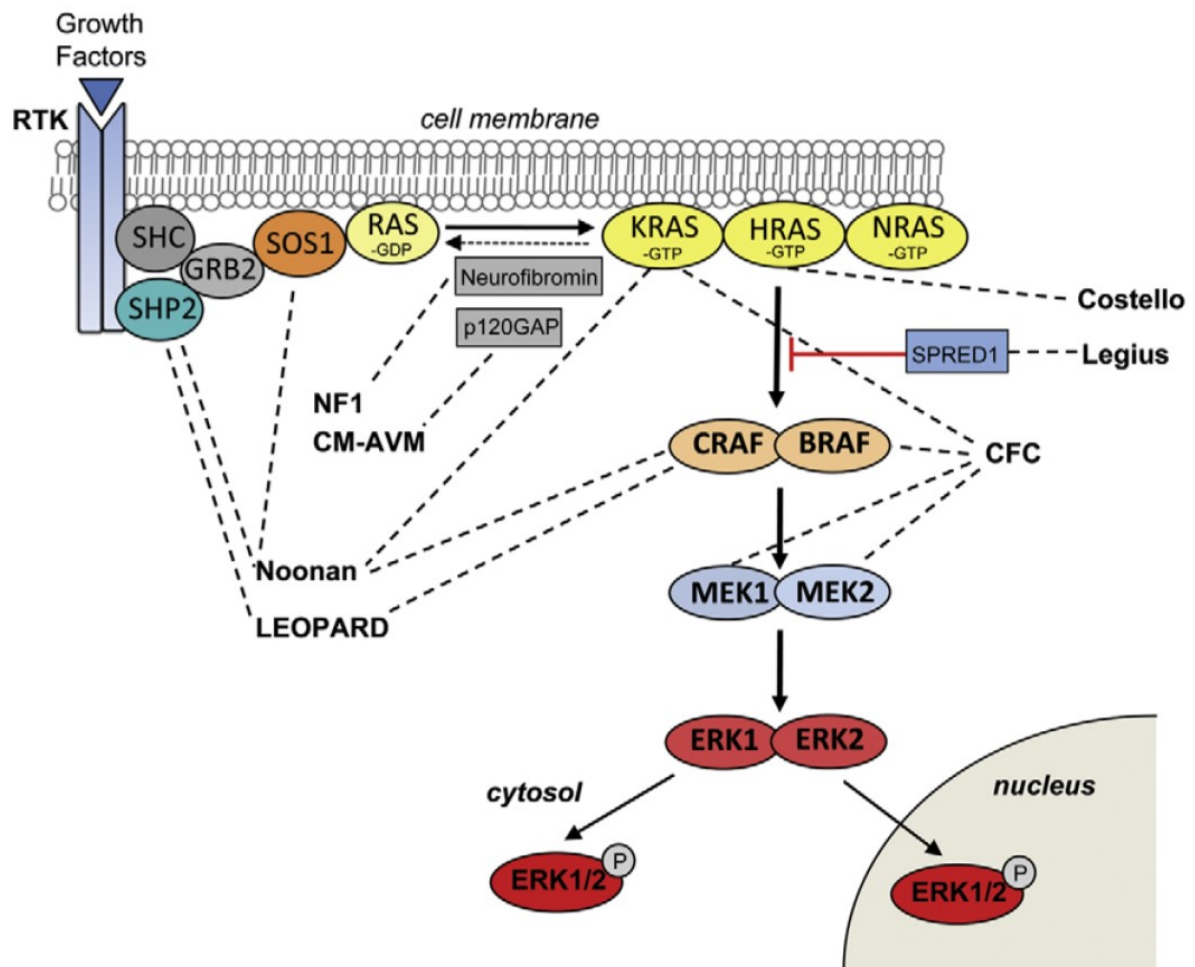 Growth
Factors
RTK
cell membrane
SHC
GRB2
SOS1
RAS
-GDP
KRAS
-GTP
HRAS
-GTP
NRAS
-GTP
SHP2
Neurofibromin
p120GAP
Costello
SPRED1
Legius
NF1
CM-AVM
CRAF
BRAF
CFC
Noonan
LEOPARD
MEK1
MEK2
ERK1
ERK2
cytosol
nucleus
ERK1/2
P
ERK1/2
P